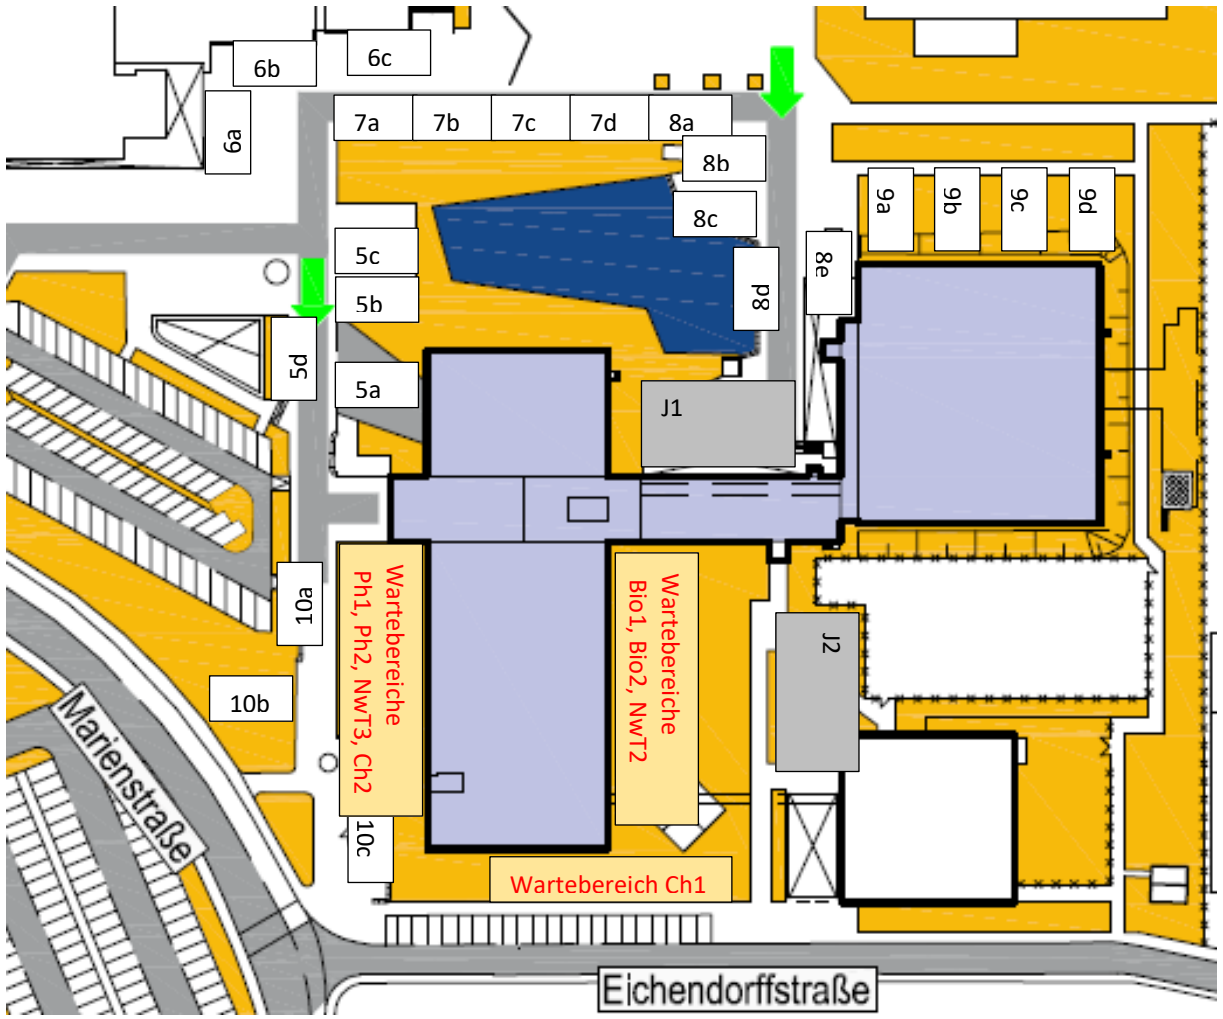 6b
6c
6a
7a
7b
7c
7d
8a
8b
8c
8d
8e
9a
9b
9c
9d
5c
5b
5d
5a
J1
10a
10b
10c
Wartebereiche
Ph1, Ph2, NwT3, Ch2
Wartebereiche
Bio1, Bio2, NwT2
J2
Wartebereich Ch1
Marienstraße
Eichendorffstraße